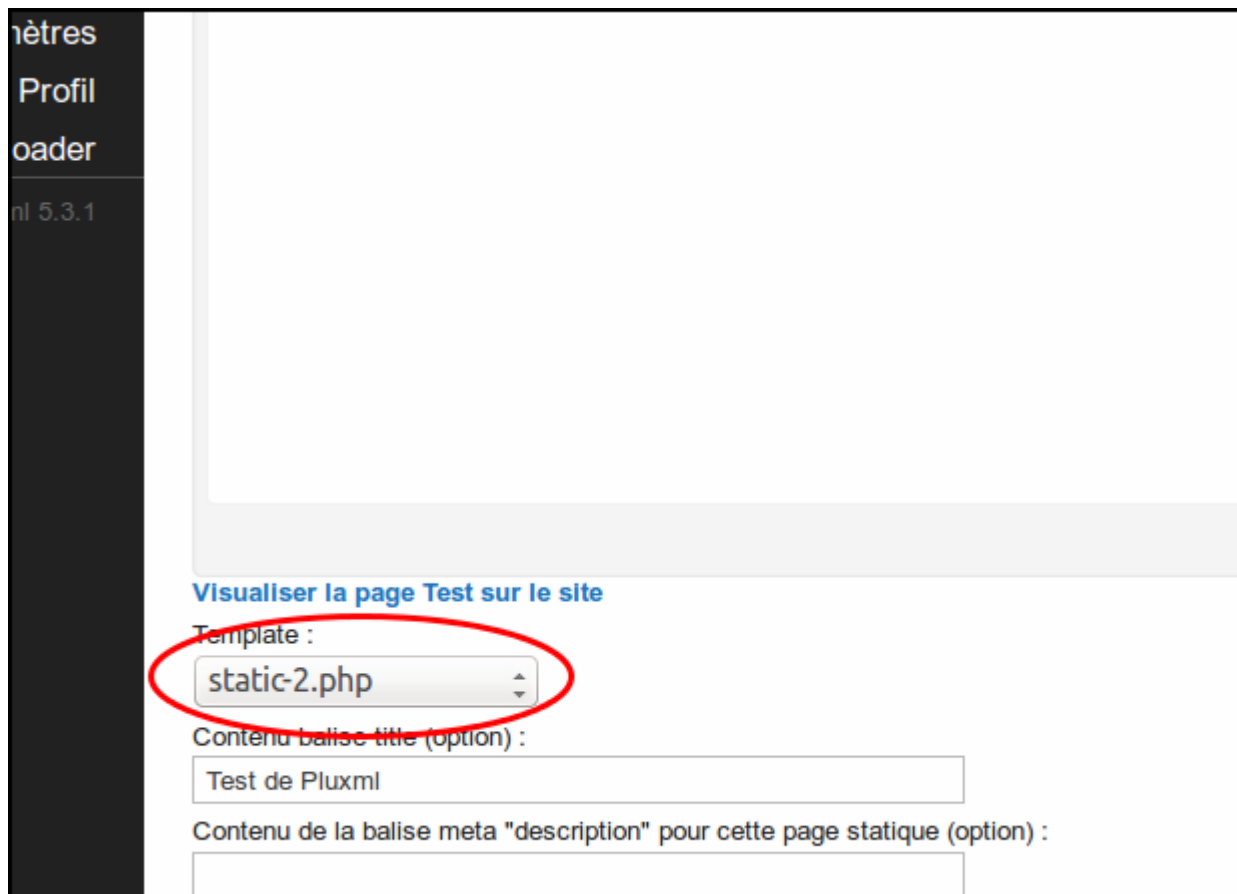 nètres
Profil
oader
nl 5.3.1
Visualiser la page Test sur le site
Template :
static-2.php
Contenu balise title (option) :
Test de Pluxml
Contenu de la balise meta "description" pour cette page statique (option) :